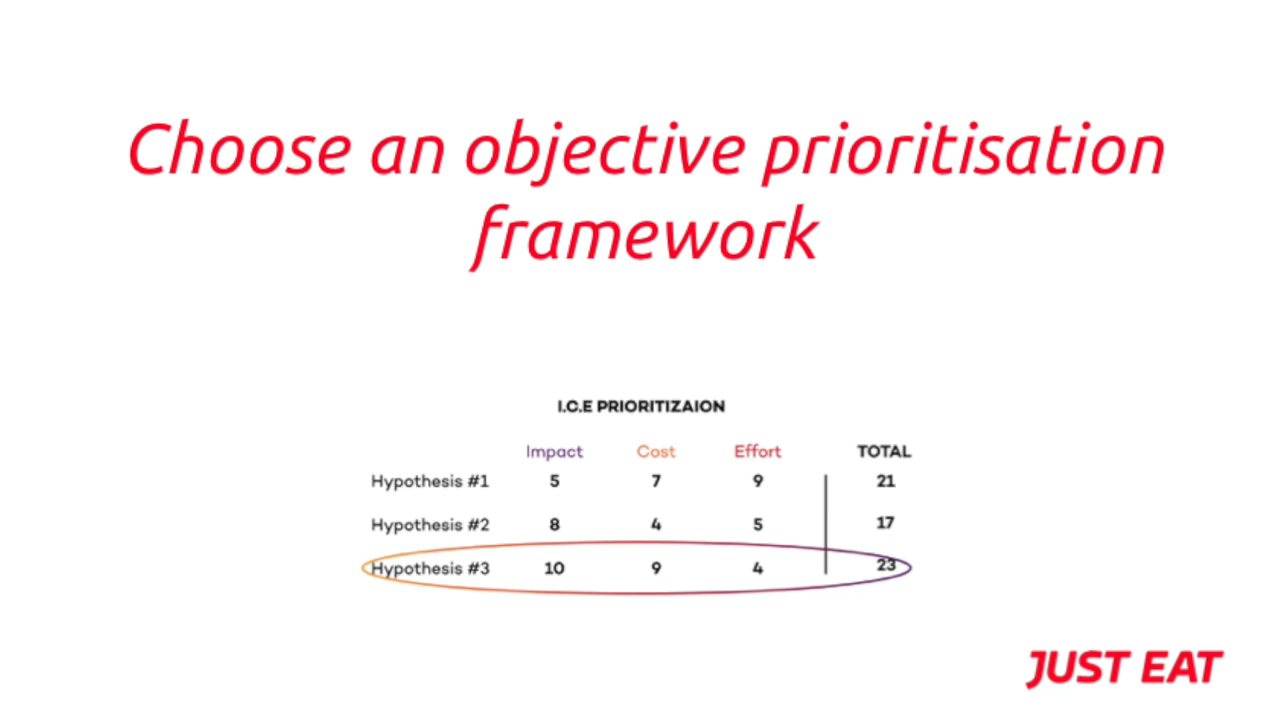 Choose an objective prioritisation
framework
I.C.E PRIORITIZAION
Impact Cost Effort TOTAL
Hypothesis #1 5 7 9 21
Hypothesis #2 8 4 5 17
Hypothesis #3 10 9 4 23
JUST EAT